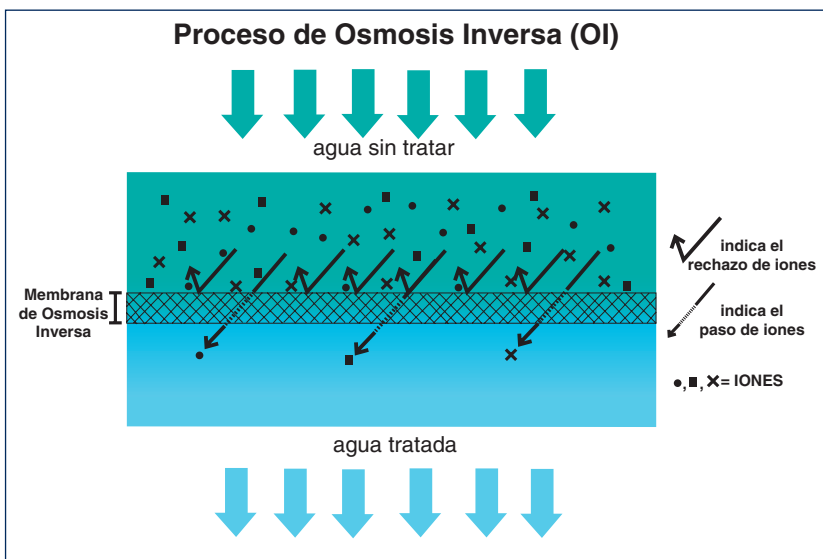 Proceso de Osmosis Inversa (OI)
agua sin tratar
indica el
rechazo de iones
Membrana
de Osmosis
Inversa
indica el
paso de iones
●,■,✕= IONES
agua tratada